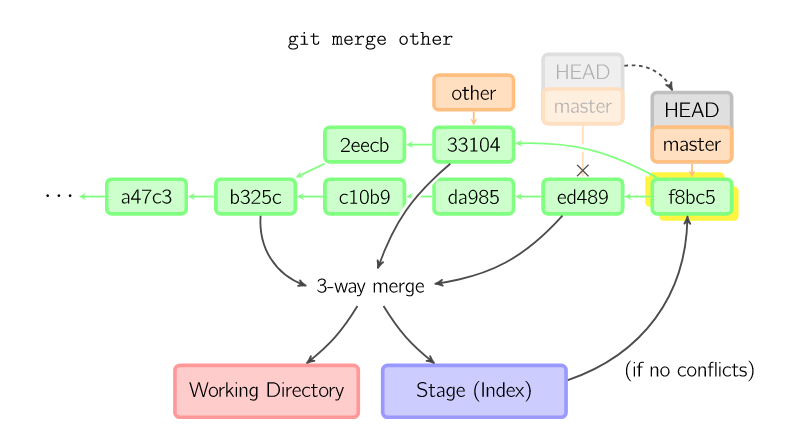 git merge other
HEAD
other
master
HEAD
2eecb
33104
master
···
a47c3
b325c
c10b9
da985
ed489
f8bc5
3-way merge
(if no conflicts)
Working Directory
Stage (Index)